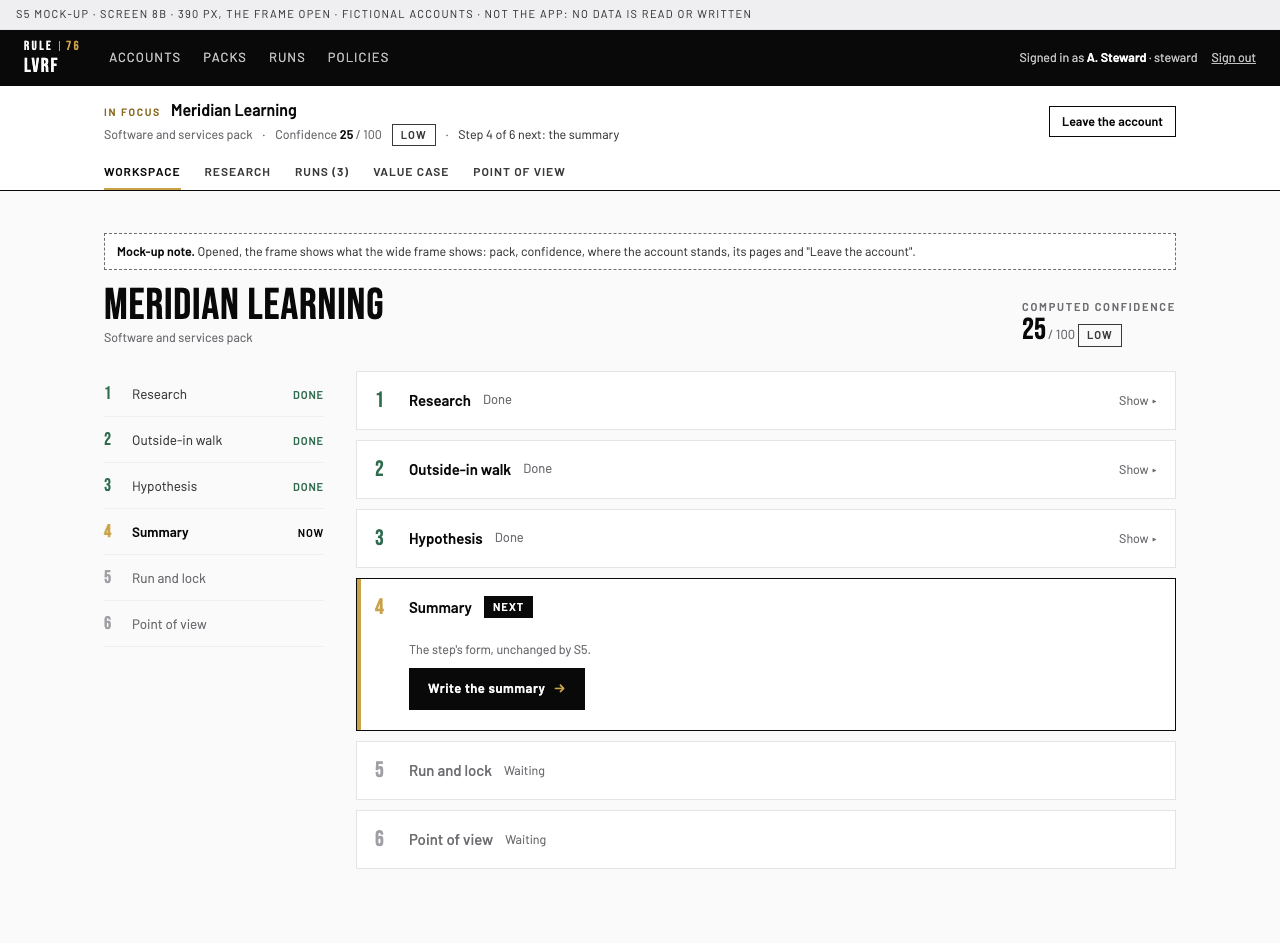 S5 MOCK-UP · SCREEN 8B · 390 PX, THE FRAME OPEN · FICTIONAL ACCOUNTS · NOT THE APP: NO DATA IS READ OR WRITTEN
RULE | 76
LVRF
ACCOUNTS PACKS RUNS POLICIES
Signed in as A. Steward · steward Sign out
IN FOCUS Meridian Learning
Software and services pack · Confidence 25 / 100 LOW · Step 4 of 6 next: the summary
Leave the account
WORKSPACE RESEARCH RUNS (3) VALUE CASE POINT OF VIEW
Mock-up note. Opened, the frame shows what the wide frame shows: pack, confidence, where the account stands, its pages and "Leave the account".
MERIDIAN LEARNING
Software and services pack
COMPUTED CONFIDENCE
25 / 100 LOW
1 Research DONE
2 Outside-in walk DONE
3 Hypothesis DONE
4 Summary NOW
5 Run and lock
6 Point of view
1 Research Done Show ▸
2 Outside-in walk Done Show ▸
3 Hypothesis Done Show ▸
4 Summary NEXT
The step's form, unchanged by S5.
Write the summary →
5 Run and lock Waiting
6 Point of view Waiting